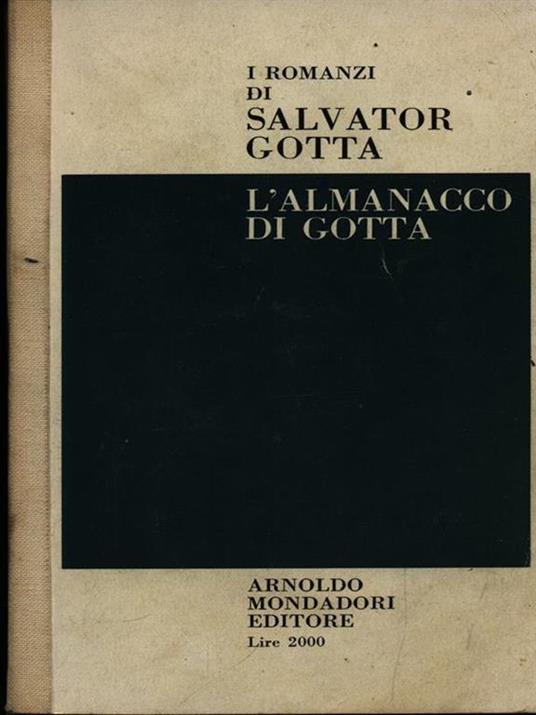 I ROMANZI
DI
SALVATOR
GOTTA
L'ALMANACCO
DI GOTTA
ARNOLDO
MONDADORI
EDITORE
Lire 2000